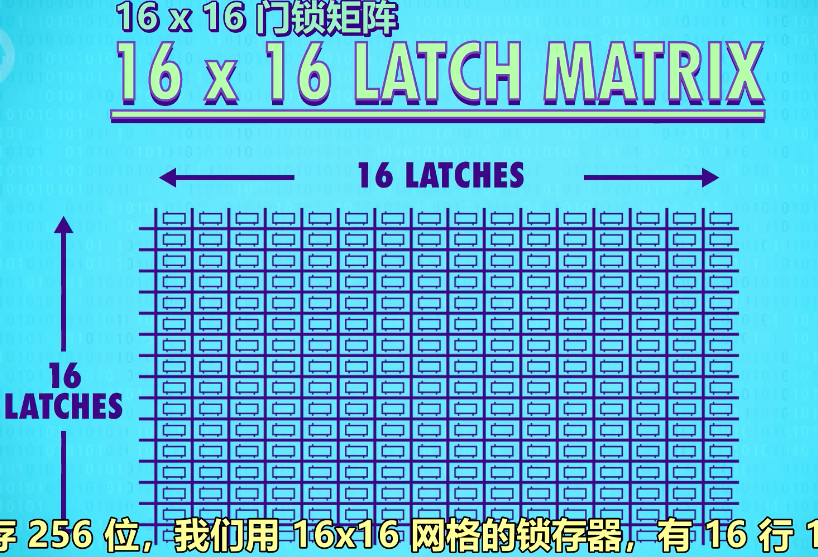 16 x 16 门锁矩阵
16 x 16 LATCH MATRIX
16 LATCHES
16
LATCHES
存 256 位，我们用 16x16 网格的锁存器，有 16 行 1